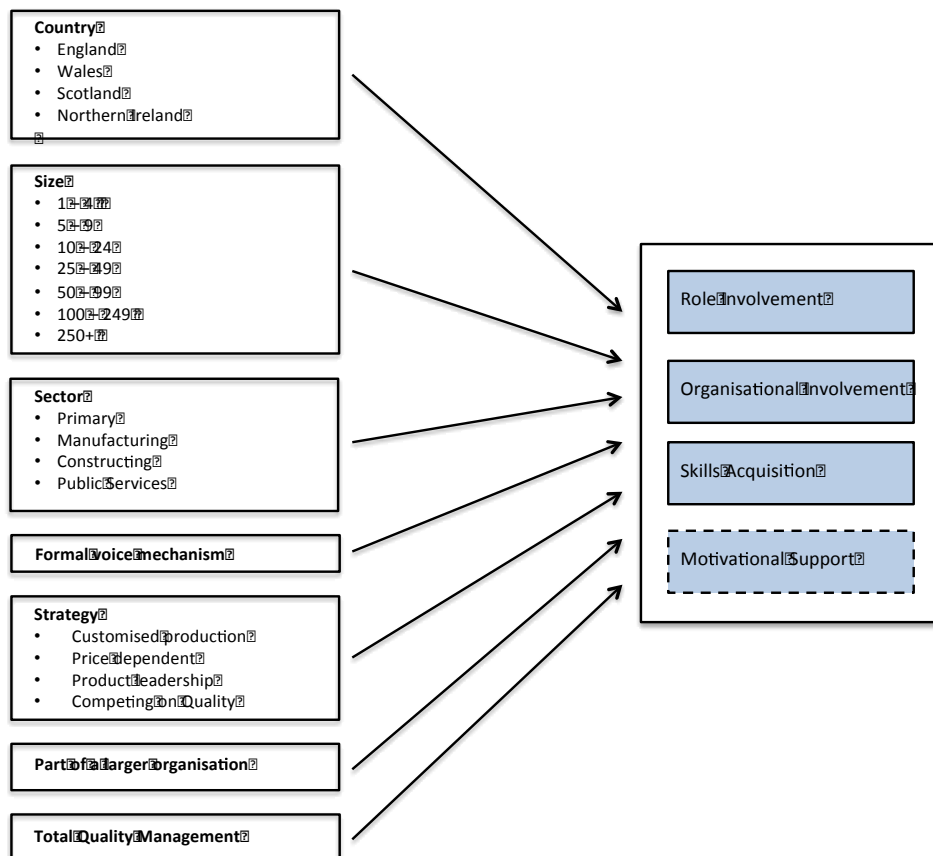 Country
• England
• Wales
• Scotland
• Northern Ireland
Size
• 1 – 4
• 5 – 9
• 10 – 24
• 25 – 49
• 50 – 99
• 100 – 249
• 250+
Sector
• Primary
• Manufacturing
• Constructing
• Public Services
Formal voice mechanism
Strategy
• Customised production
• Price dependent
• Product leadership
• Competing on Quality
Part of a larger organisation
Total Quality Management
Role Involvement
Organisational Involvement
Skills Acquisition
Motivational Support